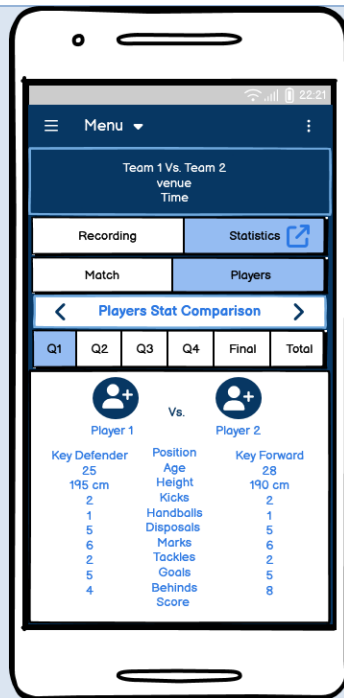 22:21
Menu
Team 1 Vs. Team 2
venue
Time
Recording Statistics
Match Players
Players Stat Comparison
Q1 Q2 Q3 Q4 Final Total
Vs.
Player 1 Player 2
Key Defender Position Key Forward
25 Age 28
195 cm Height 190 cm
2 Kicks 2
1 Handballs 1
5 Disposals 5
6 Marks 6
2 Tackles 2
5 Goals 5
4 Behinds 8
Score